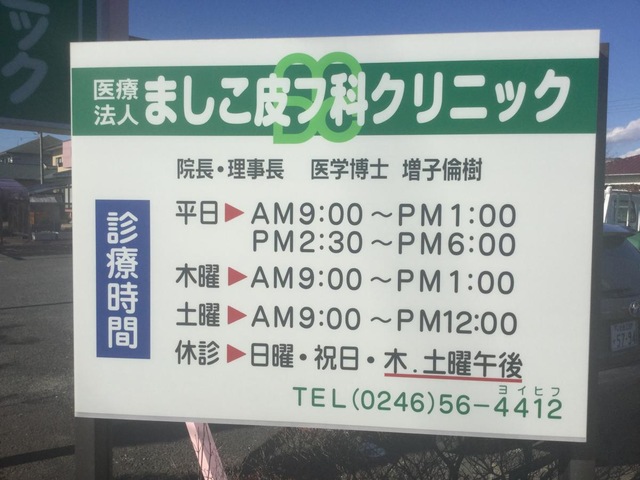 ック
医療法人 ましこ皮フ科クリニック
院長・理事長 医学博士 増子倫樹
診療時間
平日▶AM9:00～PM1:00
PM2:30～PM6:00
木曜▶AM9:00～PM1:00
土曜▶AM9:00～PM12:00
休診▶日曜・祝日・木.土曜午後
ヨイヒフ
TEL(0246)56-4412